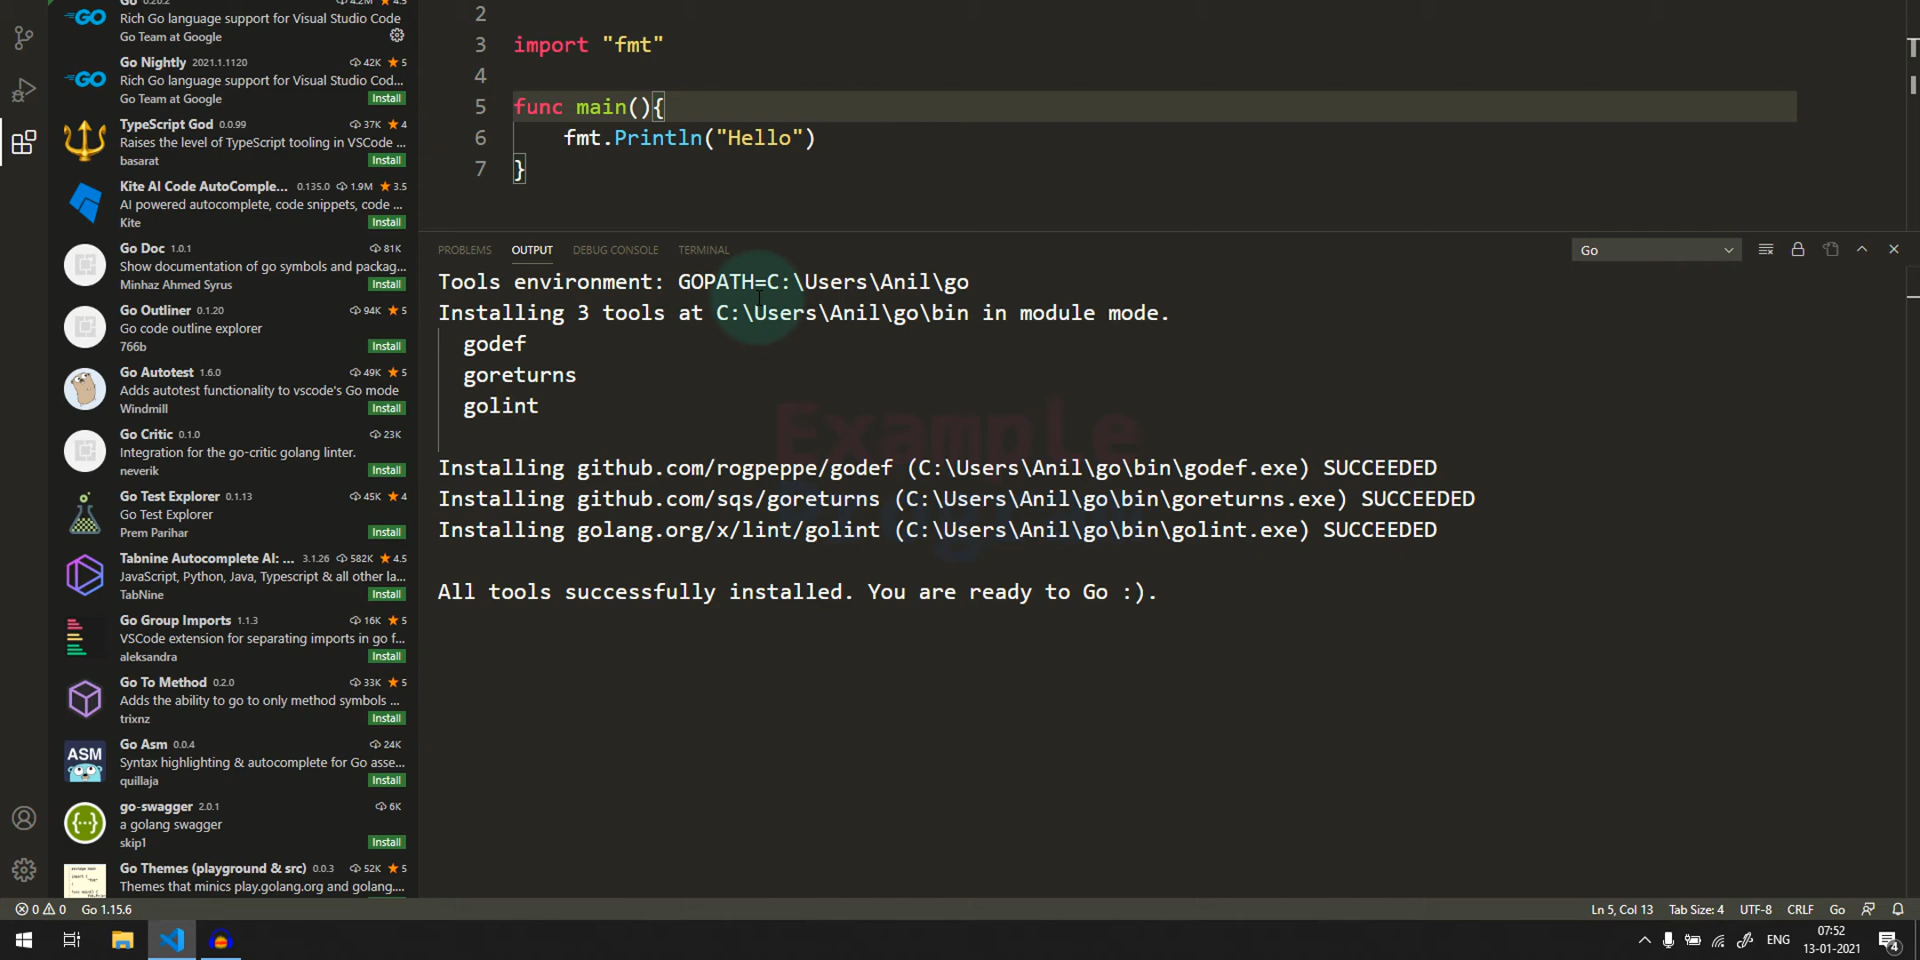 Go 0.20.2 4.2M ★ 4.5
Rich Go language support for Visual Studio Code
Go Team at Google
Go Nightly 2021.1.1120 42K ★ 5
Rich Go language support for Visual Studio Cod...
Go Team at Google Install
TypeScript God 0.0.99 37K ★ 4
Raises the level of TypeScript tooling in VSCode ...
basarat Install
Kite AI Code AutoComple... 0.135.0 1.9M ★ 3.5
AI powered autocomplete, code snippets, code ...
Kite Install
Go Doc 1.0.1 81K
Show documentation of go symbols and packag...
Minhaz Ahmed Syrus Install
Go Outliner 0.1.20 94K ★ 5
Go code outline explorer
766b Install
Go Autotest 1.6.0 49K ★ 5
Adds autotest functionality to vscode's Go mode
Windmill Install
Go Critic 0.1.0 23K
Integration for the go-critic golang linter.
neverik Install
Go Test Explorer 0.1.13 45K ★ 4
Go Test Explorer
Prem Parihar Install
Tabnine Autocomplete AI: ... 3.1.26 582K ★ 4.5
JavaScript, Python, Java, Typescript & all other la...
TabNine Install
Go Group Imports 1.1.3 16K ★ 5
VSCode extension for separating imports in go f...
aleksandra Install
Go To Method 0.2.0 33K ★ 5
Adds the ability to go to only method symbols ...
trixnz Install
ASM
Go Asm 0.0.4 24K
Syntax highlighting & autocomplete for Go asse...
quillaja Install
go-swagger 2.0.1 6K
a golang swagger
skip1 Install
Go Themes (playground & src) 0.0.3 52K ★ 5
Themes that minics play.golang.org and golang....
2
3 import "fmt"
4
5 func main(){
6 fmt.Println("Hello")
7 }
PROBLEMS OUTPUT DEBUG CONSOLE TERMINAL Go
Tools environment: GOPATH=C:\Users\Anil\go
Installing 3 tools at C:\Users\Anil\go\bin in module mode.
godef
goreturns
golint
Example
Installing github.com/rogpeppe/godef (C:\Users\Anil\go\bin\godef.exe) SUCCEEDED
Installing github.com/sqs/goreturns (C:\Users\Anil\go\bin\goreturns.exe) SUCCEEDED
Installing golang.org/x/lint/golint (C:\Users\Anil\go\bin\golint.exe) SUCCEEDED
All tools successfully installed. You are ready to Go :).
0 0 Go 1.15.6 Ln 5, Col 13 Tab Size: 4 UTF-8 CRLF Go
ENG
07:52
13-01-2021
4